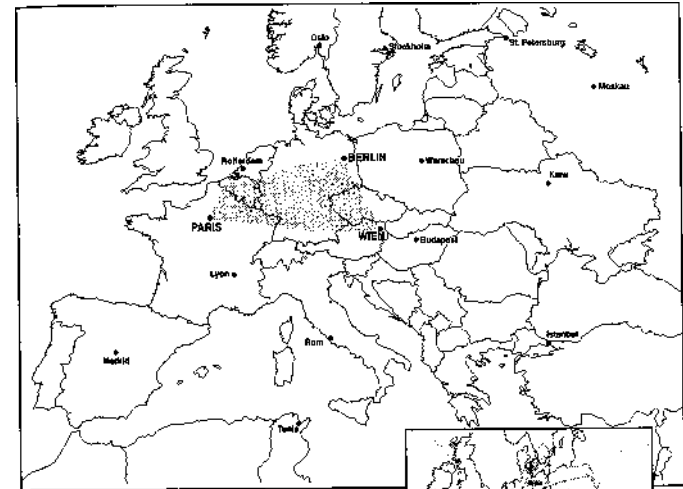 Oslo
Stockholm
St. Petersburg
Moskau
Rotterdam
BERLIN
Warschau
Kiew
PARIS
WIEN
Budapest
Lyon
Istanbul
Rom
Madrid
Tunis